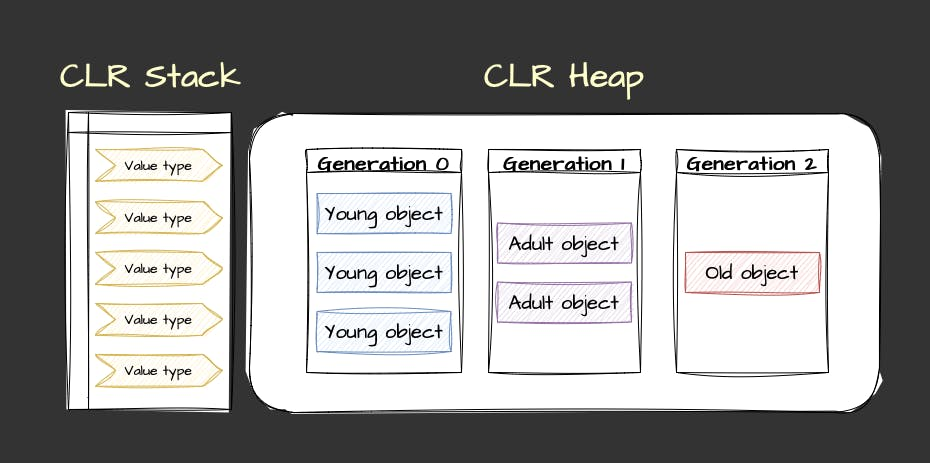 CLR Stack
CLR Heap
Value type
Value type
Value type
Value type
Value type
Generation 0
Young object
Young object
Young object
Generation 1
Adult object
Adult object
Generation 2
Old object